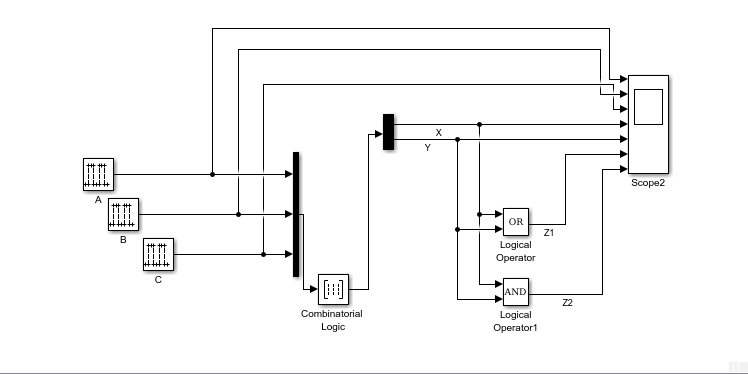 X
Y
A
Scope2
B
OR
Z1
Logical
Operator
C
[ ]
AND
Z2
Combinatorial
Logic
Logical
Operator1